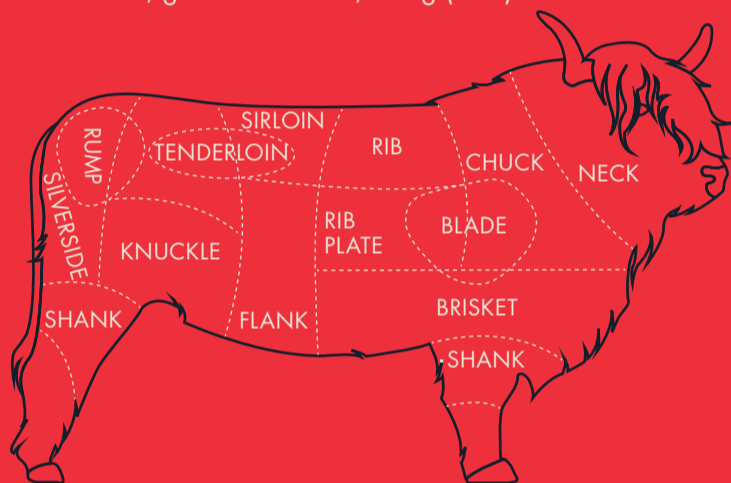 SIRLOIN
RUMP
TENDERLOIN
RIB
CHUCK
NECK
SILVERSIDE
KNUCKLE
RIB
PLATE
BLADE
SHANK
FLANK
BRISKET
SHANK